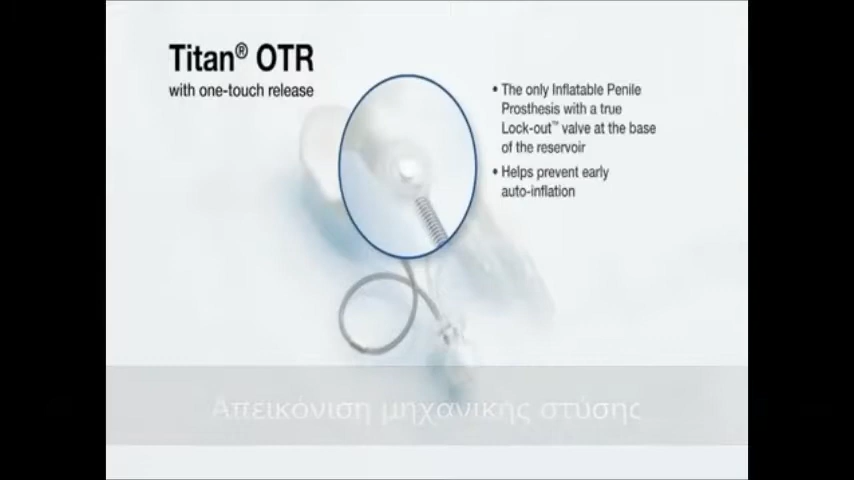 Titan® OTR
with one-touch release
• The only Inflatable Penile
Prosthesis with a true
Lock-out™ valve at the base
of the reservoir
• Helps prevent early
auto-inflation
Απεικόνιση μηχανικής στύσης